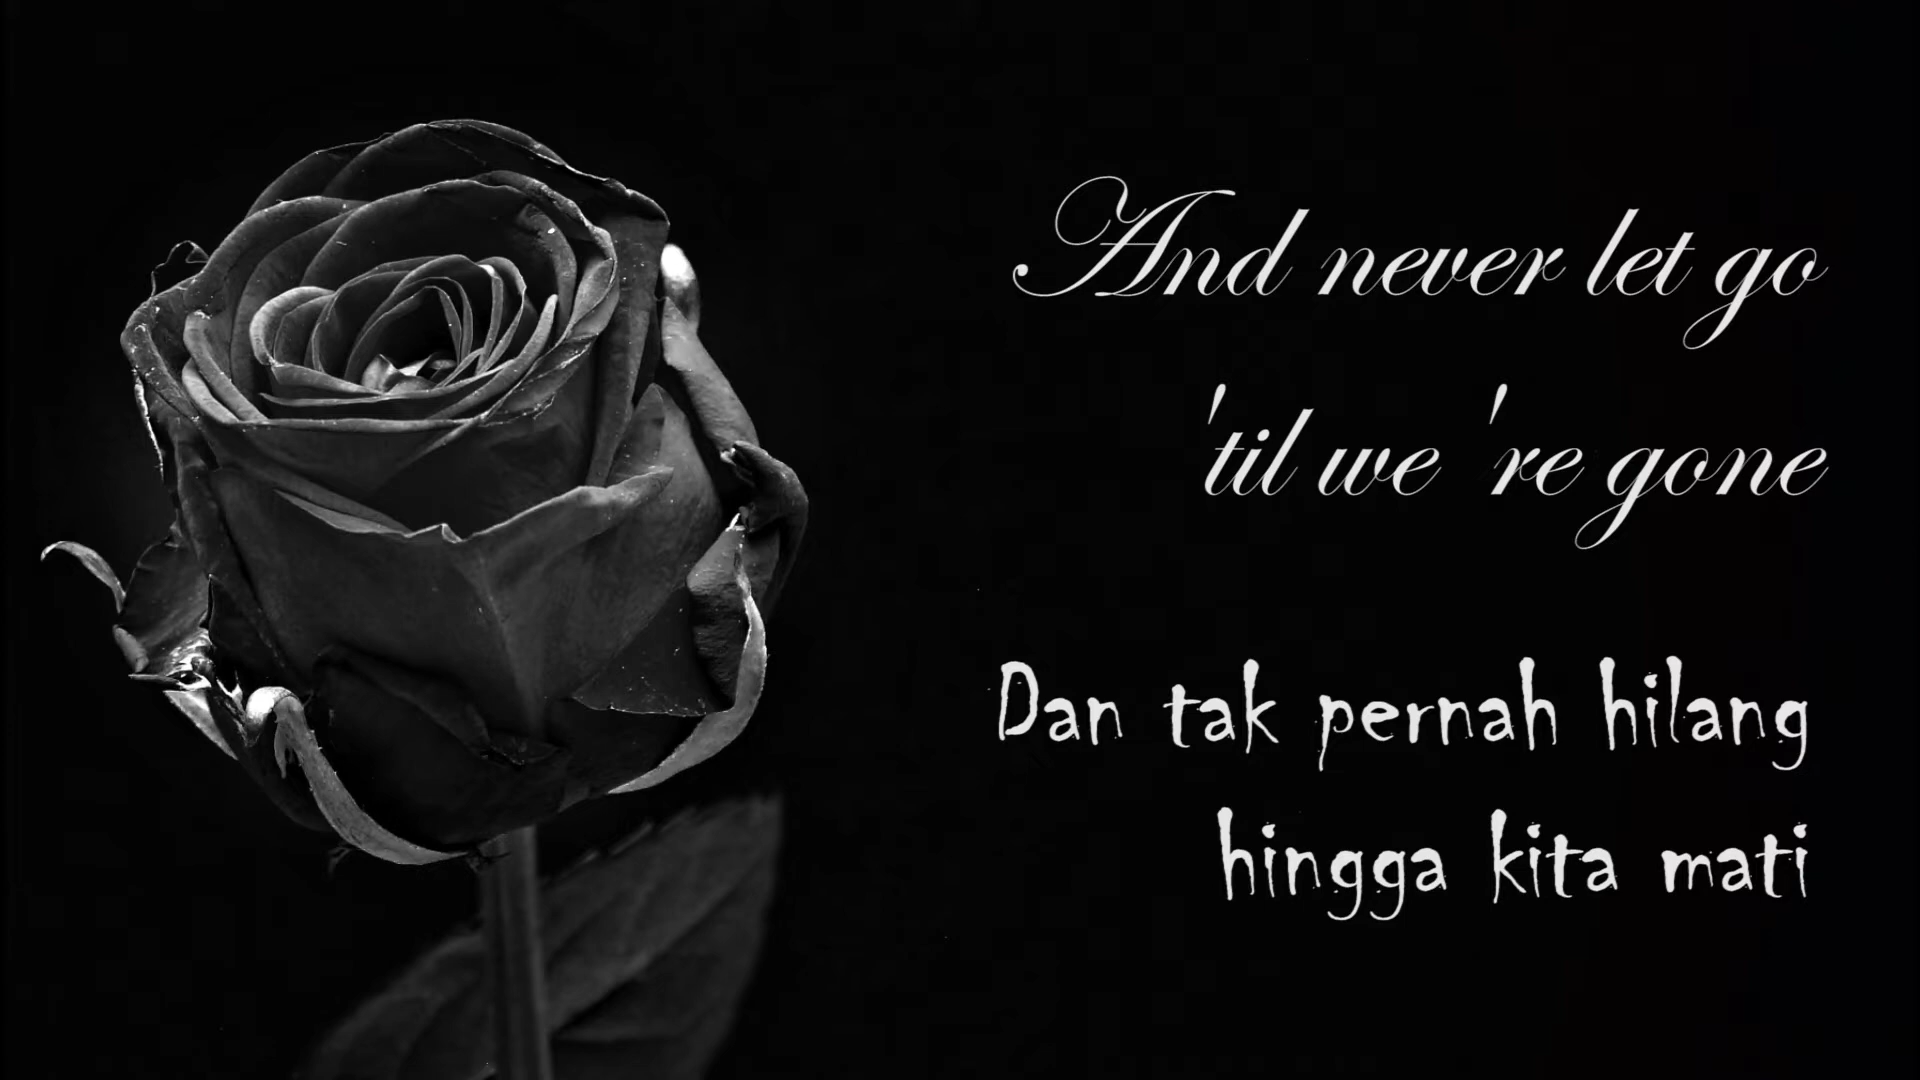 And never let go
'til we 're gone
Dan tak pernah hilang
hingga kita mati